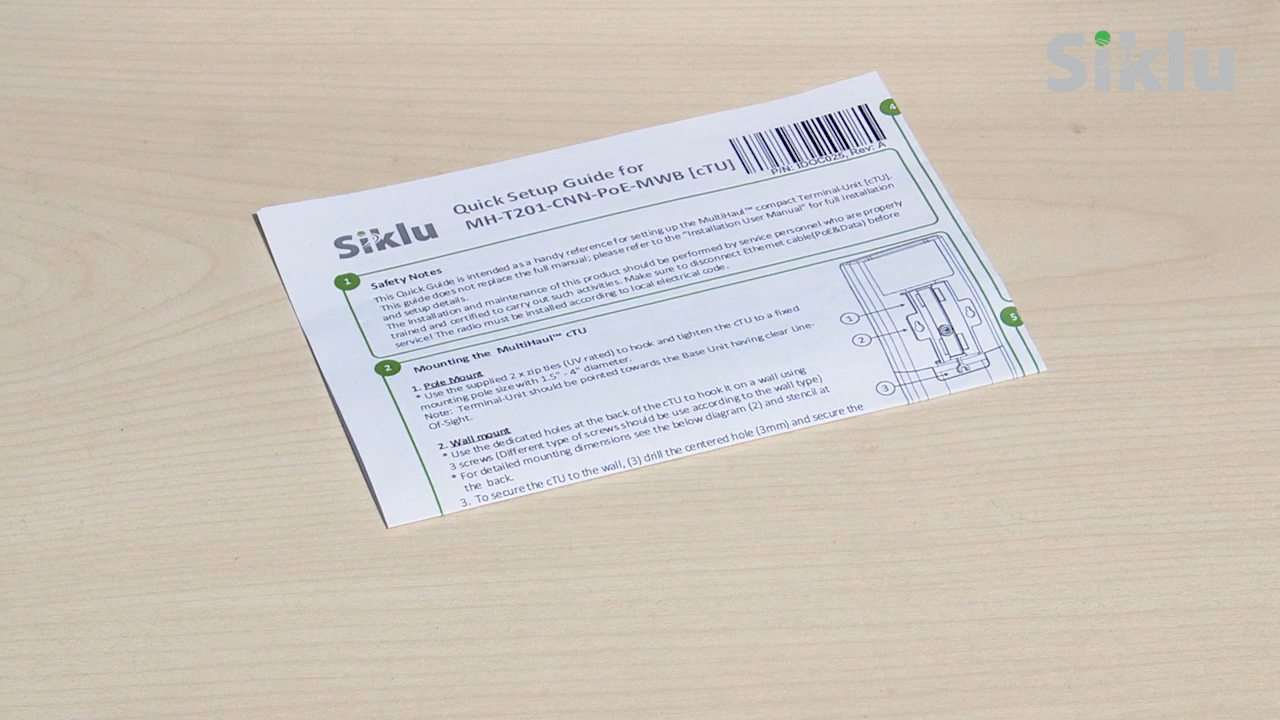 Siklu
4
P/N: IDOC025, Rev: A
Siklu
Quick Setup Guide for
MH-T201-CNN-PoE-MWB [cTU]
1
Safety Notes
This Quick Guide is intended as a handy reference for setting up the MultiHaul™ compact Terminal-Unit [cTU].
This guide does not replace the full manual; please refer to the "Installation User Manual" for full installation
and setup details.
The installation and maintenance of this product should be performed by service personnel who are properly
trained and certified to carry out such activities. Make sure to disconnect Ethernet cable(PoE&Data) before
service! The radio must be installed according to local electrical code.
2
Mounting the MultiHaul™ cTU
1. Pole Mount
* Use the supplied 2 x zip ties (UV rated) to hook and tighten the cTU to a fixed
mounting pole size with 1.5" - 4" diameter.
Note: Terminal-Unit should be pointed towards the Base Unit having clear Line-
Of-Sight.
2. Wall mount
* Use the dedicated holes at the back of the cTU to hook it on a wall using
3 screws (Different type of screws should be use according to the wall type)
* For detailed mounting dimensions see the below diagram (2) and stencil at
the back.
3. To secure the cTU to the wall, (3) drill the centered hole (3mm) and secure the
1
2
3
5